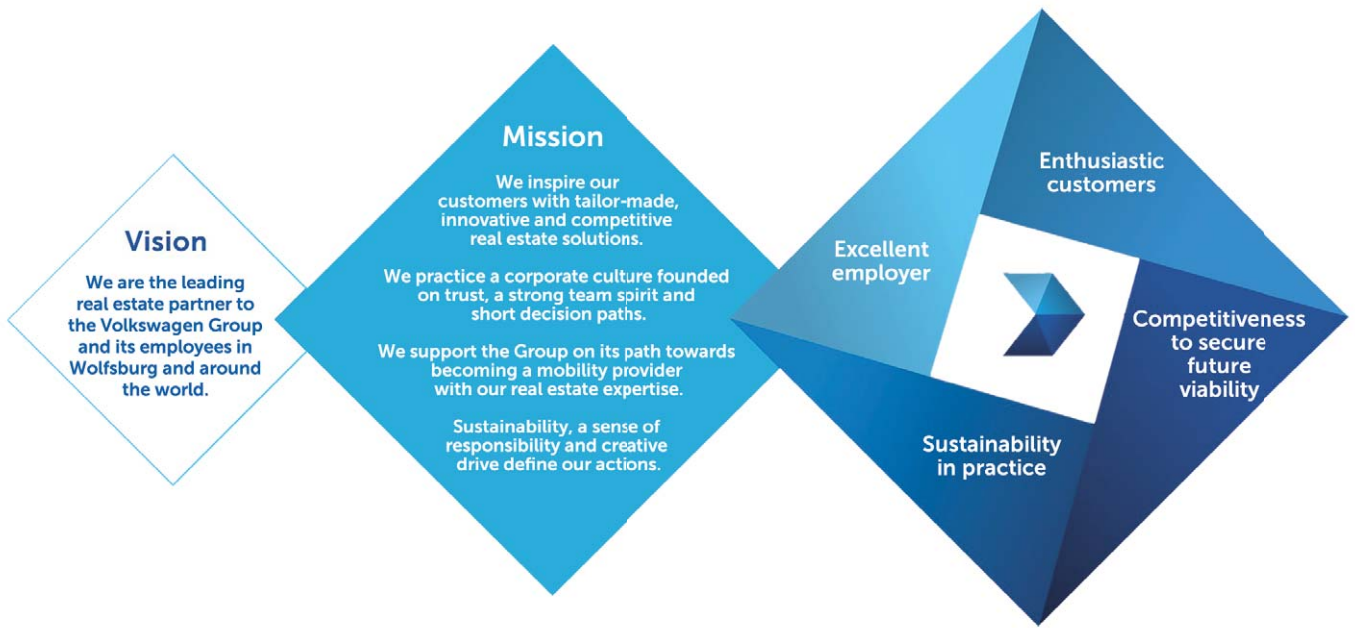 Vision
We are the leading
real estate partner to
the Volkswagen Group
and its employees in
Wolfsburg and around
the world.
Mission
We inspire our
customers with tailor-made,
innovative and competitive
real estate solutions.
We practice a corporate culture founded
on trust, a strong team spirit and
short decision paths.
We support the Group on its path towards
becoming a mobility provider
with our real estate expertise.
Sustainability, a sense of
responsibility and creative
drive define our actions.
Excellent
employer
Enthusiastic
customers
Competitiveness
to secure
future
viability
Sustainability
in practice